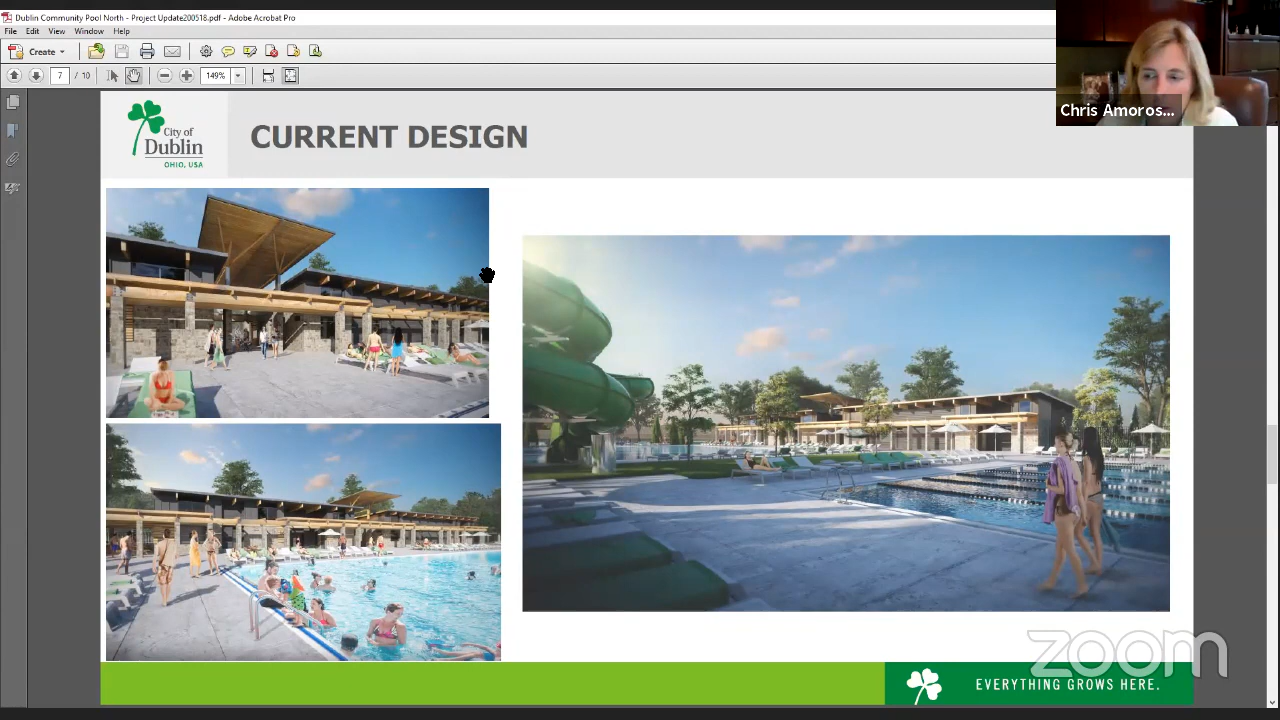 Dublin Community Pool North - Project Update200518.pdf - Adobe Acrobat Pro
File Edit View Window Help
Create
7 / 10 149%
Chris Amoros...
City of
Dublin
OHIO, USA
CURRENT DESIGN
zoom
EVERYTHING GROWS HERE.